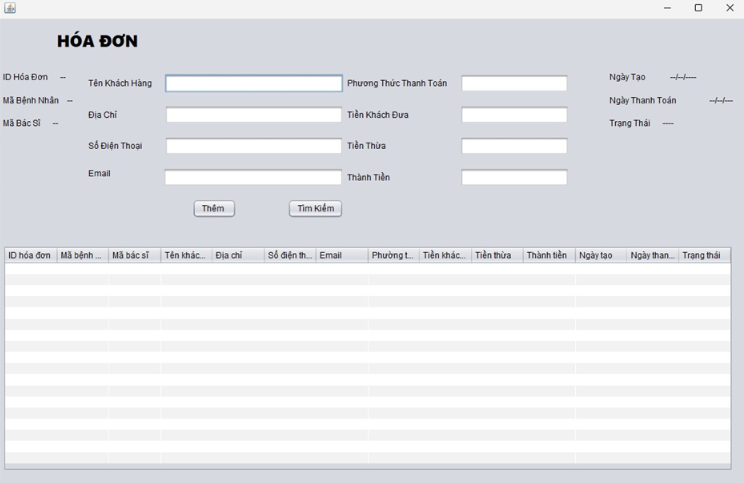 HÓA ĐƠN
ID Hóa Đơn --
Mã Bệnh Nhân --
Mã Bác Sĩ --
Tên Khách Hàng
Địa Chỉ
Số Điện Thoại
Email
Phương Thức Thanh Toán
Tiền Khách Đưa
Tiền Thừa
Thành Tiền
Ngày Tạo --/--/----
Ngày Thanh Toán --/--/---
Trạng Thái ----
Thêm Tìm Kiếm
ID hóa đơn Mã bệnh ... Mã bác sĩ Tên khác... Địa chỉ Số điện th... Email Phường t... Tiền khác... Tiền thừa Thành tiền Ngày tạo Ngày than... Trạng thái